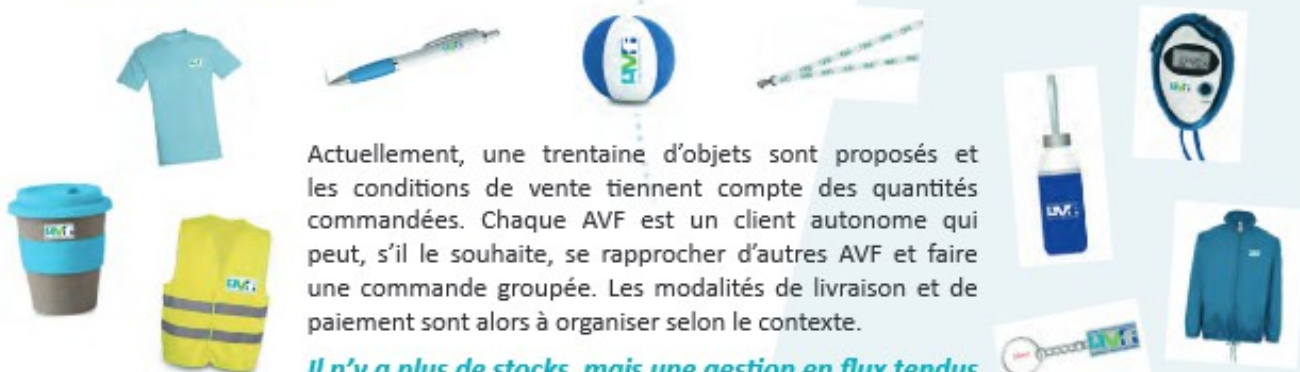 Actuellement, une trentaine d'objets sont proposés et
les conditions de vente tiennent compte des quantités
commandées. Chaque AVF est un client autonome qui
peut, s'il le souhaite, se rapprocher d'autres AVF et faire
une commande groupée. Les modalités de livraison et de
paiement sont alors à organiser selon le contexte.
Il n'y a plus de stocks, mais une gestion en flux tendus